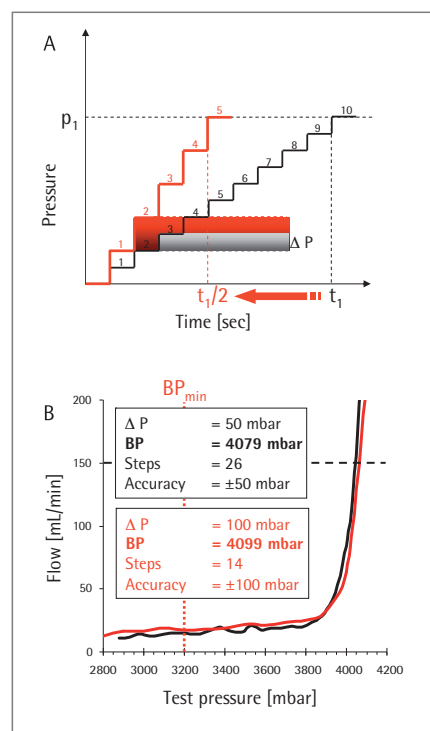 A
p1
Pressure
1
2
3
4
5
1
2
3
4
5
6
7
8
9
10
Δ P
t1/2
t1
Time [sec]
B
BPmin
Flow [mL/min]
200
150
100
50
0
Δ P = 50 mbar
BP = 4079 mbar
Steps = 26
Accuracy = ±50 mbar
Δ P = 100 mbar
BP = 4099 mbar
Steps = 14
Accuracy = ±100 mbar
2800 3000 3200 3400 3600 3800 4000 4200
Test pressure [mbar]